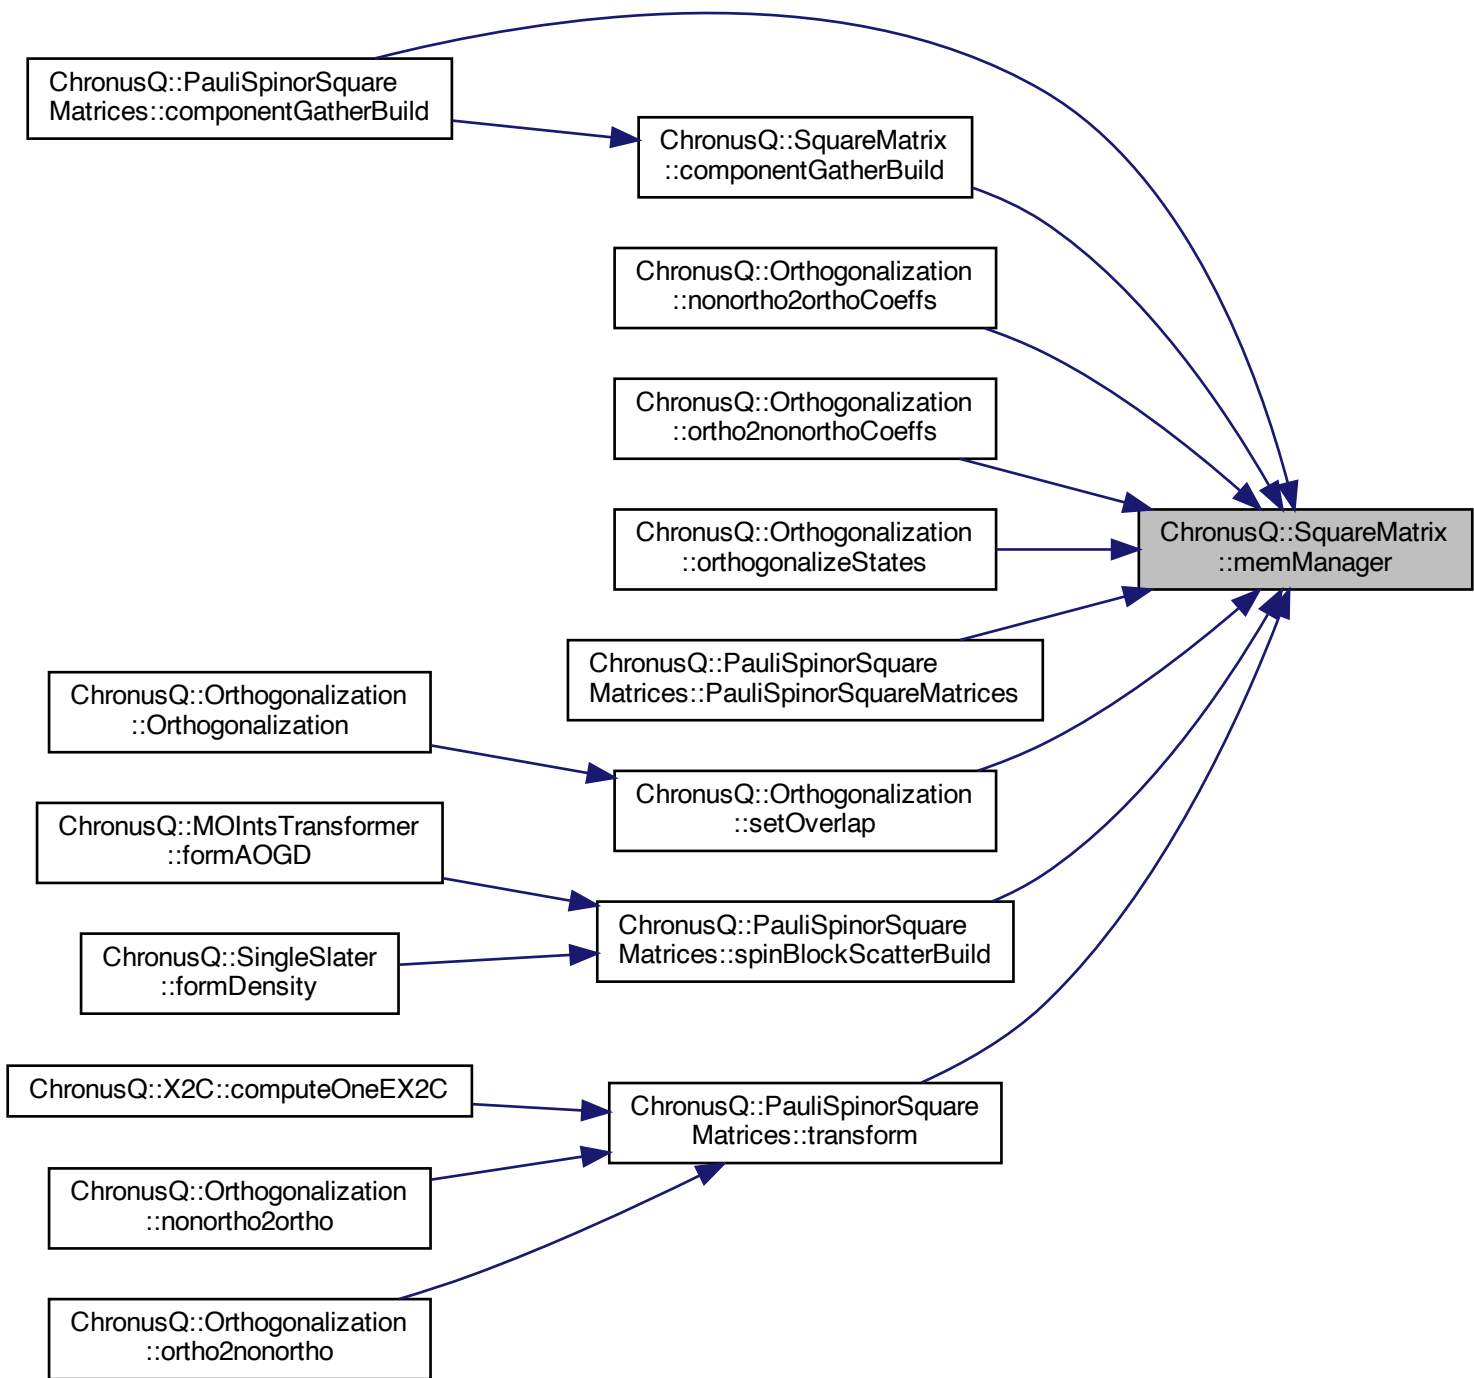 ChronusQ::PauliSpinorSquare
Matrices::componentGatherBuild
ChronusQ::SquareMatrix
::componentGatherBuild
ChronusQ::Orthogonalization
::nonortho2orthoCoeffs
ChronusQ::Orthogonalization
::ortho2nonorthoCoeffs
ChronusQ::Orthogonalization
::orthogonalizeStates
ChronusQ::SquareMatrix
::memManager
ChronusQ::PauliSpinorSquare
Matrices::PauliSpinorSquareMatrices
ChronusQ::Orthogonalization
::Orthogonalization
ChronusQ::Orthogonalization
::setOverlap
ChronusQ::MOIntsTransformer
::formAOGD
ChronusQ::PauliSpinorSquare
Matrices::spinBlockScatterBuild
ChronusQ::SingleSlater
::formDensity
ChronusQ::X2C::computeOneEX2C
ChronusQ::PauliSpinorSquare
Matrices::transform
ChronusQ::Orthogonalization
::nonortho2ortho
ChronusQ::Orthogonalization
::ortho2nonortho